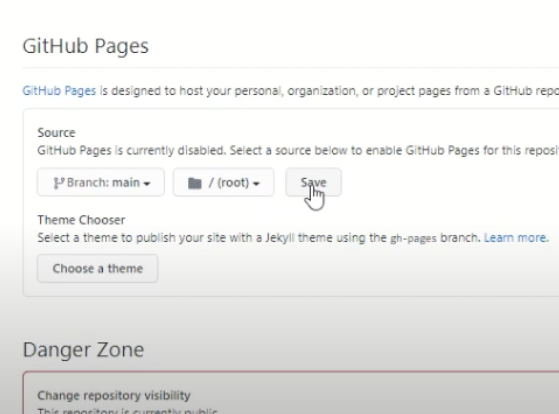 GitHub Pages
GitHub Pages is designed to host your personal, organization, or project pages from a GitHub repo
Source
GitHub Pages is currently disabled. Select a source below to enable GitHub Pages for this reposi
Branch: main
/ (root)
Save
Theme Chooser
Select a theme to publish your site with a Jekyll theme using the gh-pages branch. Learn more.
Choose a theme
Danger Zone
Change repository visibility
This repository is currently public.